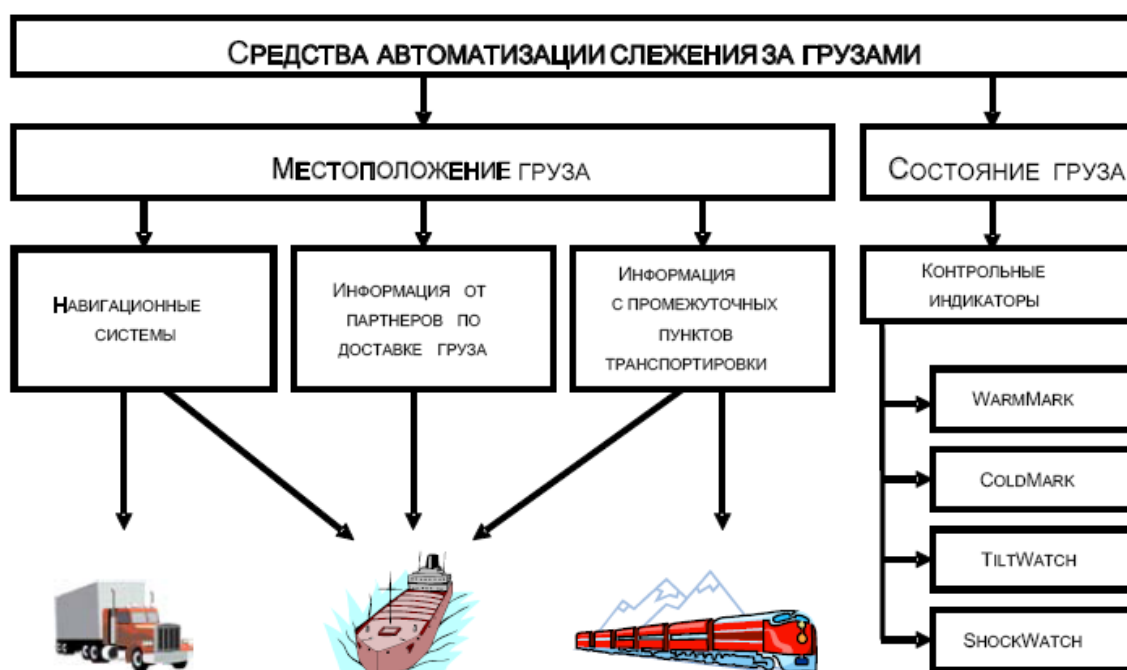 СРЕДСТВА АВТОМАТИЗАЦИИ СЛЕЖЕНИЯ ЗА ГРУЗАМИ
МЕСТОПОЛОЖЕНИЕ ГРУЗА
СОСТОЯНИЕ ГРУЗА
НАВИГАЦИОННЫЕ
СИСТЕМЫ
ИНФОРМАЦИЯ ОТ
ПАРТНЕРОВ ПО
ДОСТАВКЕ ГРУЗА
ИНФОРМАЦИЯ
С ПРОМЕЖУТОЧНЫХ
ПУНКТОВ
ТРАНСПОРТИРОВКИ
КОНТРОЛЬНЫЕ
ИНДИКАТОРЫ
WARMMARK
COLDMARK
TILTWATCH
SHOCKWATCH